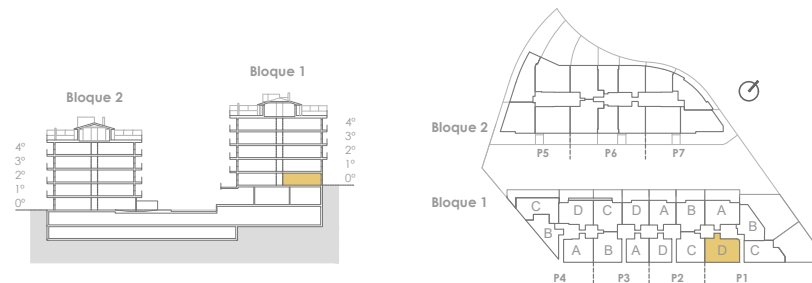 Bloque 1
Bloque 2
4º
3º
2º
1º
0º
4º
3º
2º
1º
0º
Bloque 2
P5
P6
P7
Bloque 1
C
D
C
D
A
B
A
B
B
A
B
A
D
C
D
C
P4
P3
P2
P1